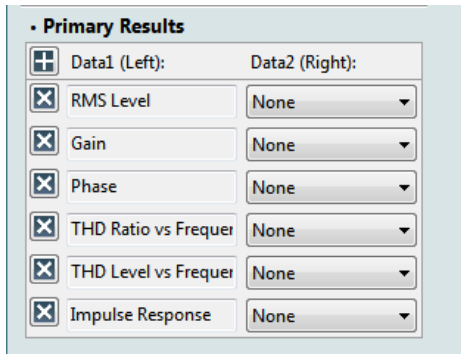 • Primary Results
Data1 (Left): Data2 (Right):
RMS Level None
Gain None
Phase None
THD Ratio vs Frequer None
THD Level vs Frequer None
Impulse Response None